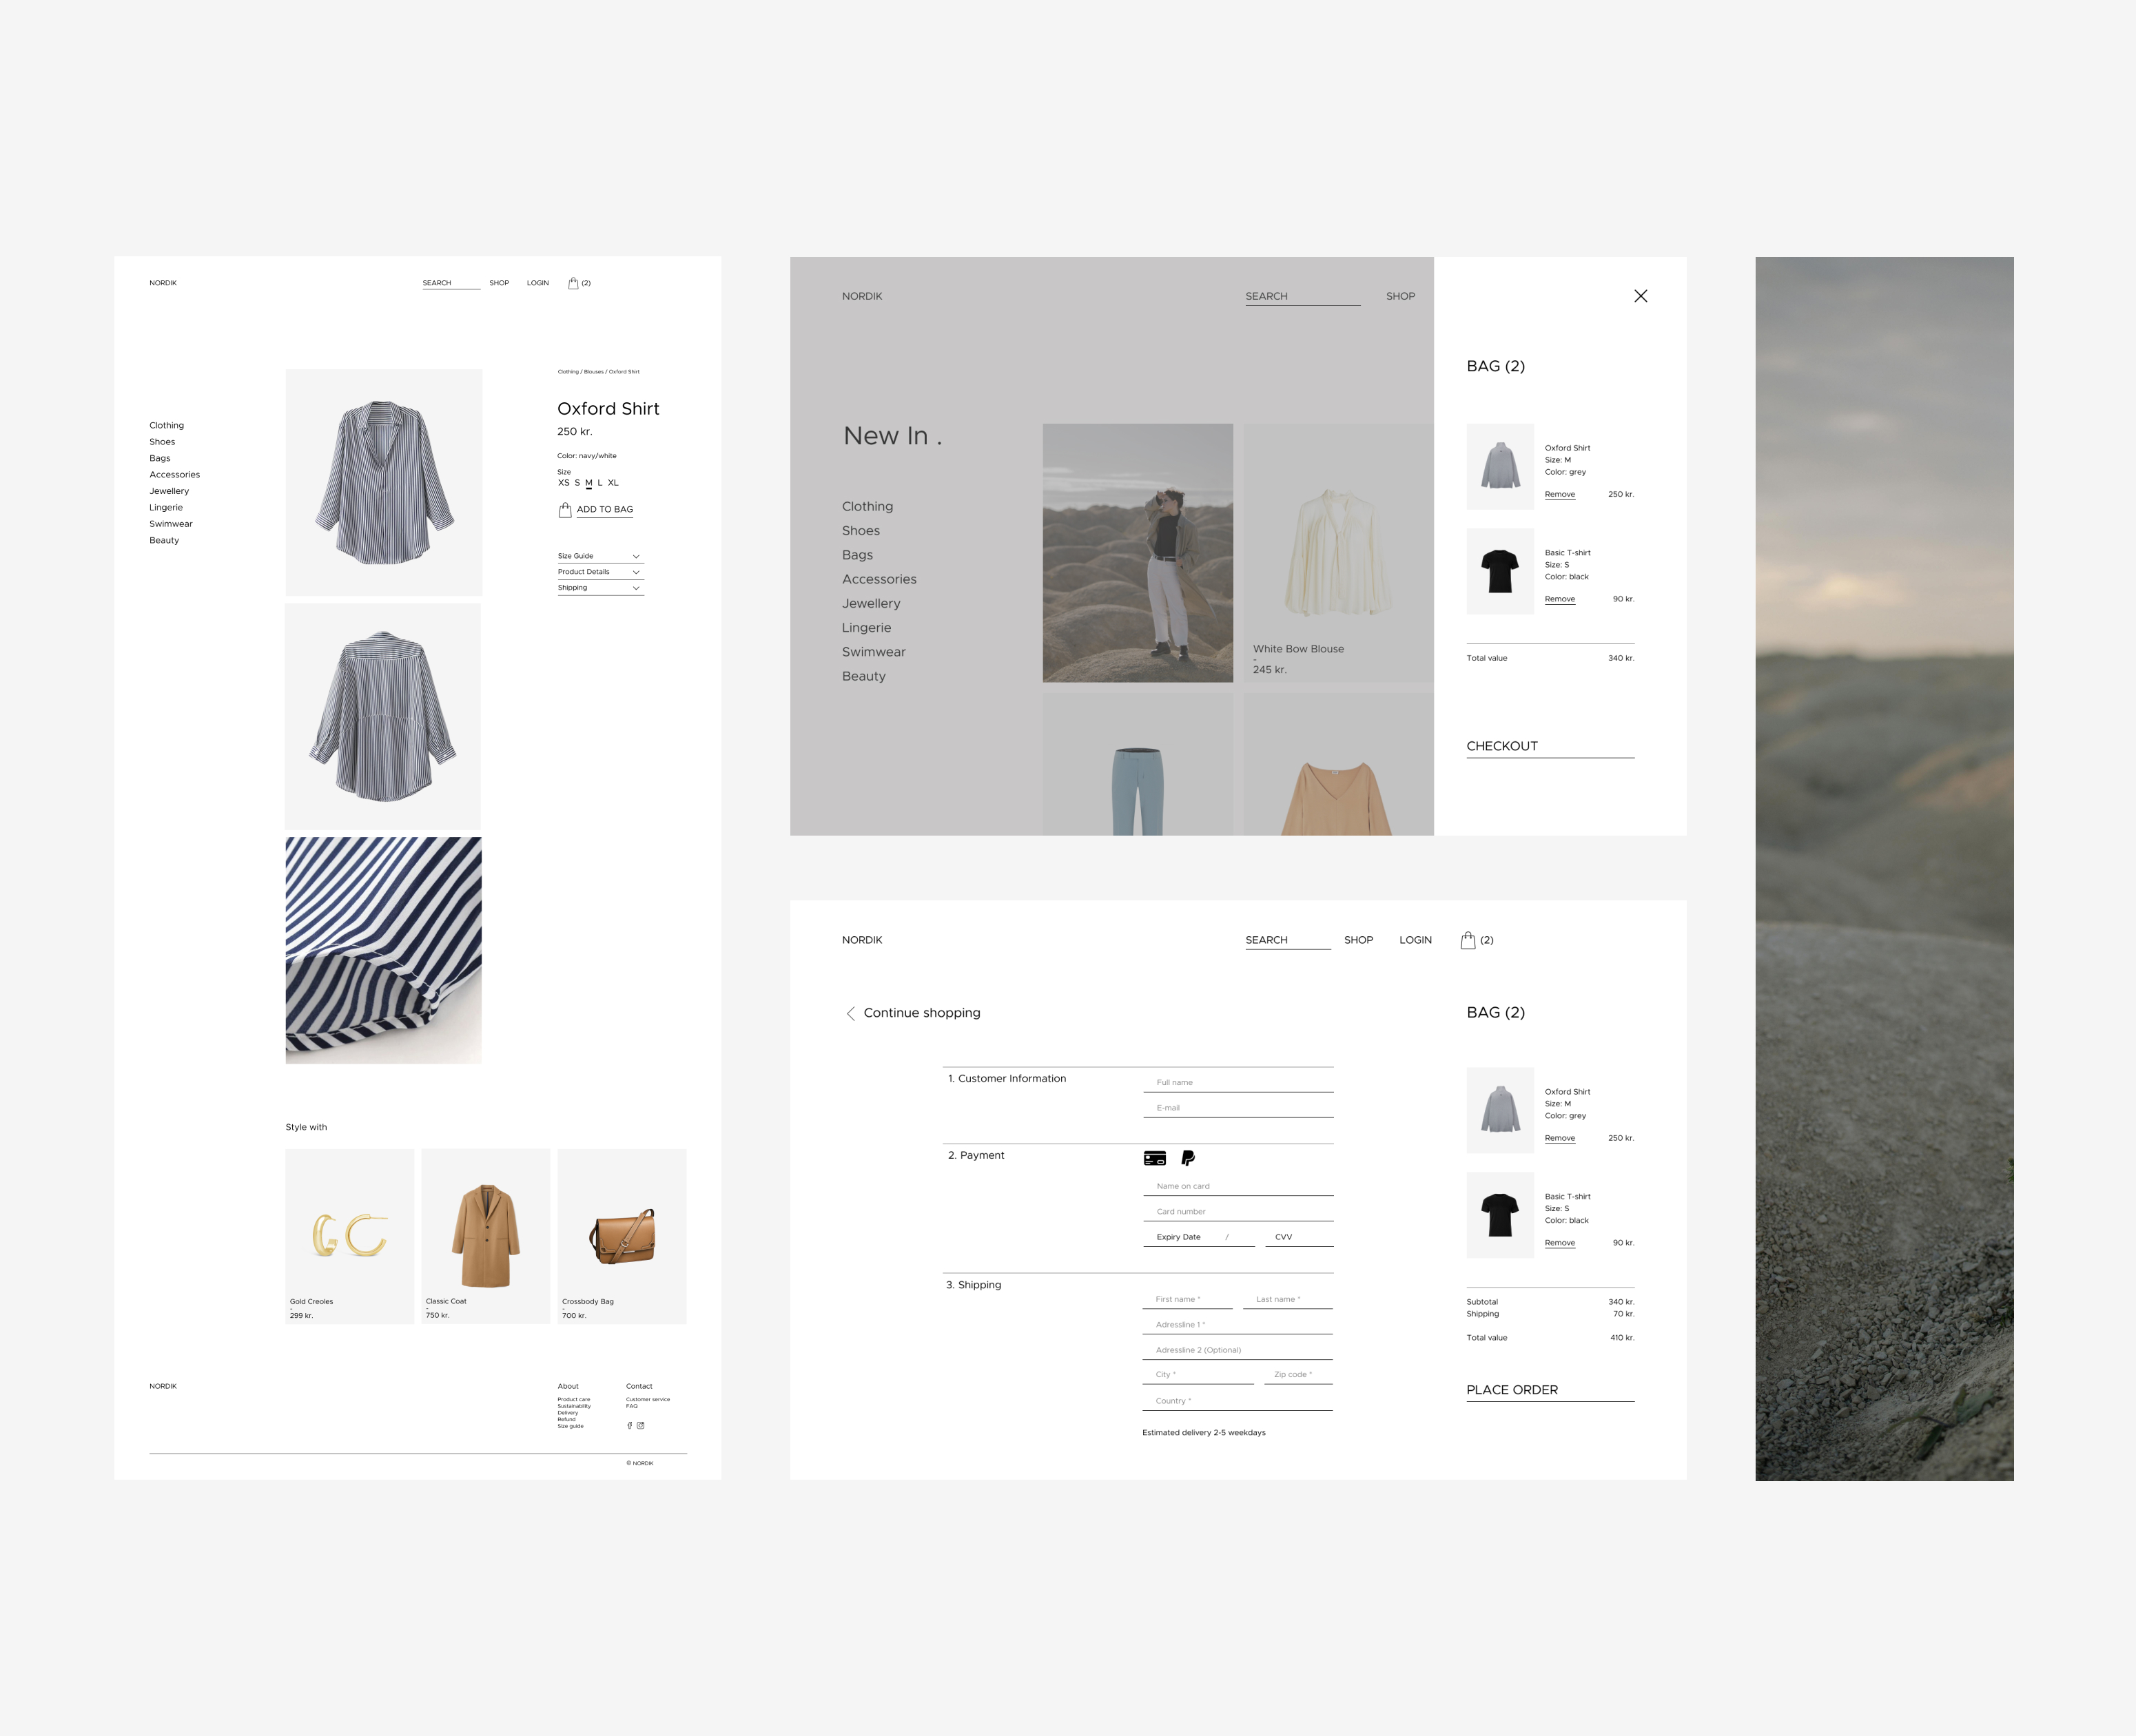 NORDIK
SEARCH SHOP LOGIN (2)
Clothing / Blouses / Oxford Shirt
Oxford Shirt
250 kr.
Color: navy/white
Size
XS S M L XL
ADD TO BAG
Size Guide
Product Details
Shipping
Clothing
Shoes
Bags
Accessories
Jewellery
Lingerie
Swimwear
Beauty
Style with
Gold Creoles
-
299 kr.
Classic Coat
-
750 kr.
Crossbody Bag
-
700 kr.
NORDIK
About
Product care
Sustainability
Delivery
Refund
Size guide
Contact
Customer service
FAQ
© NORDIK
NORDIK
SEARCH SHOP
New In .
Clothing
Shoes
Bags
Accessories
Jewellery
Lingerie
Swimwear
Beauty
White Bow Blouse
-
245 kr.
BAG (2)
Oxford Shirt
Size: M
Color: grey
Remove 250 kr.
Basic T-shirt
Size: S
Color: black
Remove 90 kr.
Total value 340 kr.
CHECKOUT
NORDIK
SEARCH SHOP LOGIN (2)
Continue shopping
1. Customer Information
Full name
E-mail
2. Payment
Name on card
Card number
Expiry Date / CVV
3. Shipping
First name * Last name *
Adressline 1 *
Adressline 2 (Optional)
City * Zip code *
Country *
Estimated delivery 2-5 weekdays
BAG (2)
Oxford Shirt
Size: M
Color: grey
Remove 250 kr.
Basic T-shirt
Size: S
Color: black
Remove 90 kr.
Subtotal 340 kr.
Shipping 70 kr.
Total value 410 kr.
PLACE ORDER